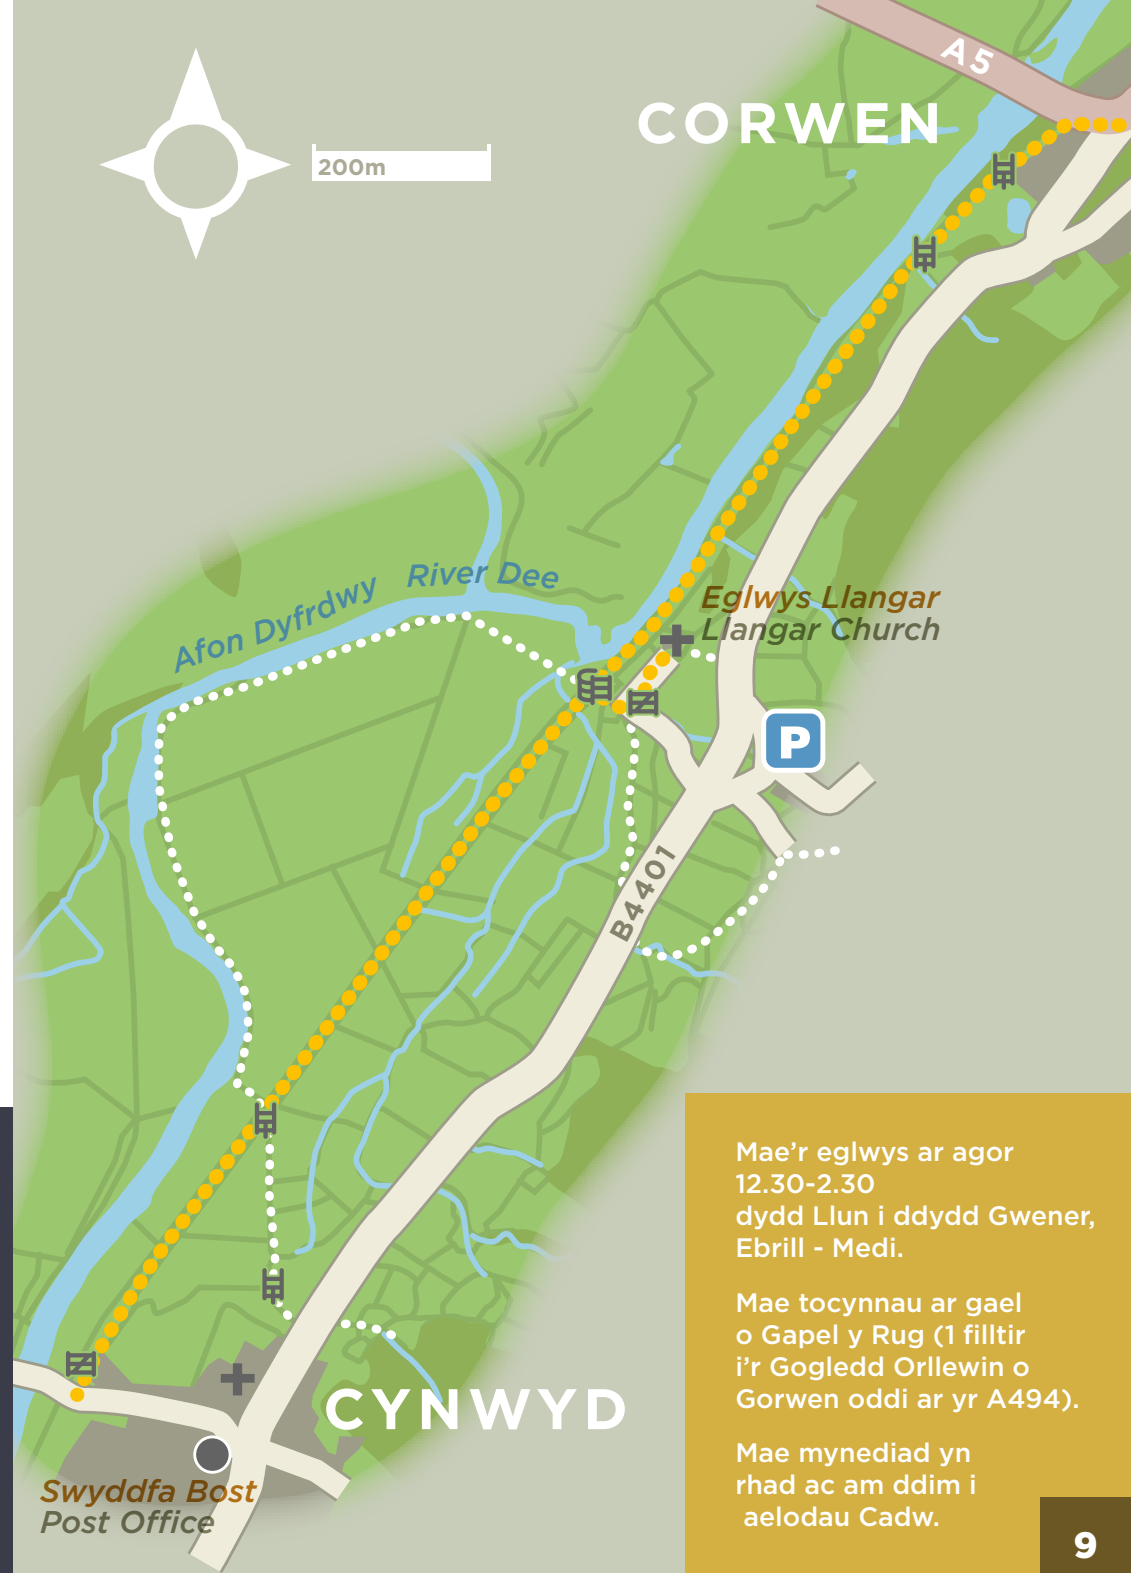 A5
CORWEN
200m
River Dee
Afon Dyfrdwy
Eglwys Llangar
Llangar Church
P
B4401
CYNWYD
Swyddfa Bost
Post Office
Mae’r eglwys ar agor
12.30-2.30
dydd Llun i ddydd Gwener,
Ebrill - Medi.
Mae tocynnau ar gael
o Gapel y Rug (1 filltir
i’r Gogledd Orllewin o
Gorwen oddi ar yr A494).
Mae mynediad yn
rhad ac am ddim i
aelodau Cadw.
9